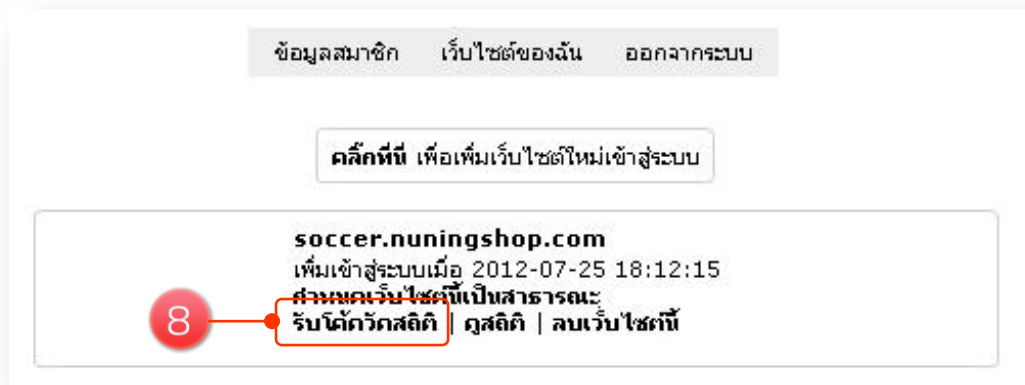 ข้อมูลสมาชิก เว็บไซต์ของฉัน ออกจากระบบ
คลิ๊กที่นี่ เพื่อเพิ่มเว็บไซต์ใหม่เข้าสู่ระบบ
soccer.nuningshop.com
เพิ่มเข้าสู่ระบบเมื่อ 2012-07-25 18:12:15
กำหนดเว็บไซต์นี้เป็นสาธารณะ
8
รับโค้ดวัดสถิติ | ดูสถิติ | ลบเว็บไซต์นี้